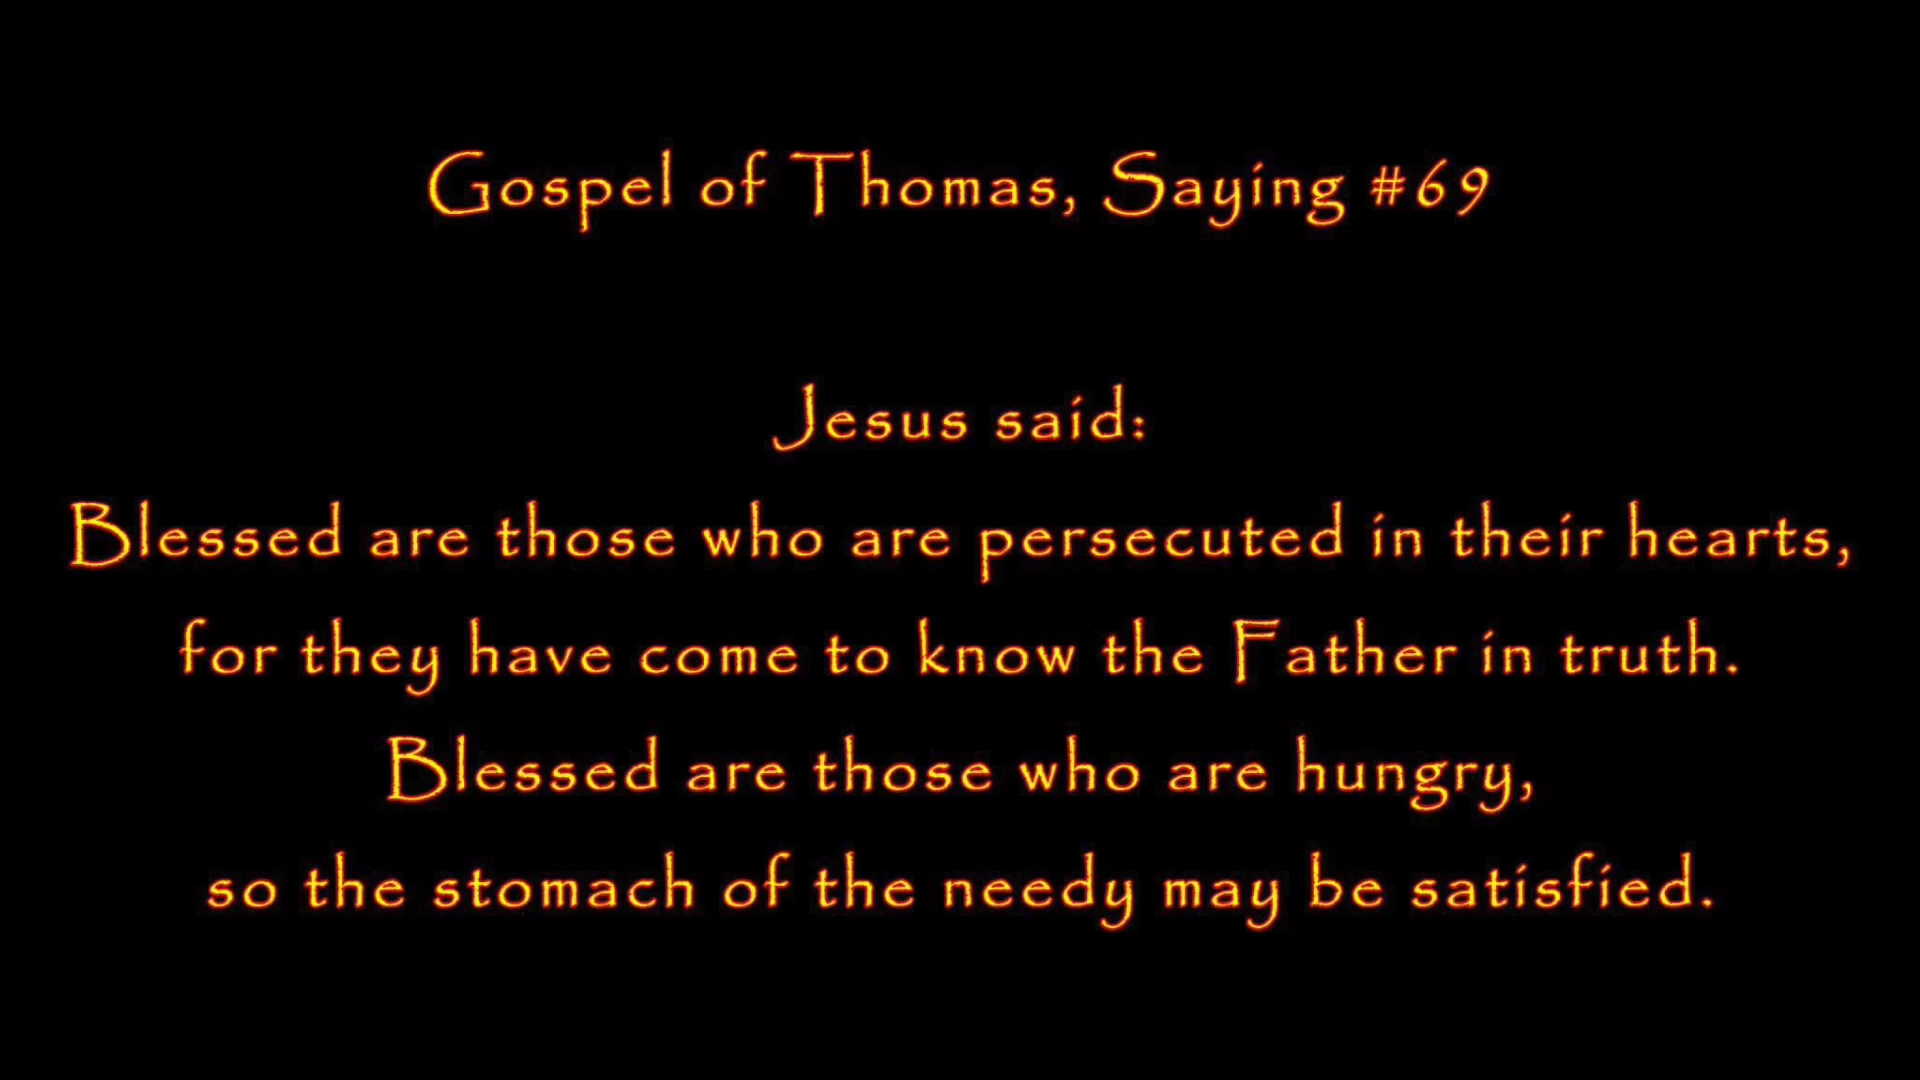 Gospel of Thomas, Saying #69
Jesus said:
Blessed are those who are persecuted in their hearts,
for they have come to know the Father in truth.
Blessed are those who are hungry,
so the stomach of the needy may be satisfied.